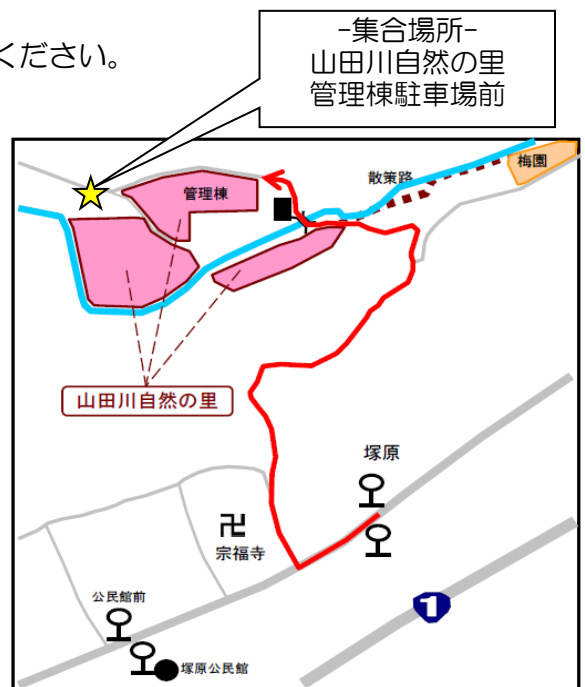 ください。
-集合場所-
山田川自然の里
管理棟駐車場前
梅園
散策路
管理棟
山田川自然の里
塚原
卍
宗福寺
1
公民館前
塚原公民館